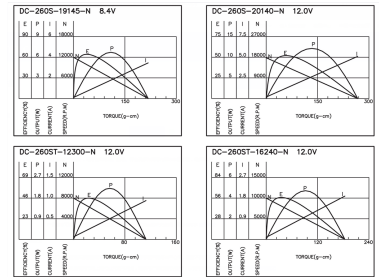 DC-260S-19145-N 8.4V
E P I N
90 9 6 18000
60 6 4 12000
30 3 2 6000
N E P I
150 300
EFFICIENCY(%) OUTPUT(W) CURRENT(A) SPEED(R.P.M)
TORQUE(g-cm)
DC-260S-20140-N 12.0V
E P I N
75 15 7.5 27000
50 10 5.0 18000
25 5 2.5 9000
N E P I
150 300
EFFICIENCY(%) OUTPUT(W) CURRENT(A) SPEED(R.P.M)
TORQUE(g-cm)
DC-260ST-12300-N 12.0V
E P I N
69 2.7 1.5 12000
46 1.8 1.0 8000
23 0.9 0.5 4000
N E P I
80 160
EFFICIENCY(%) OUTPUT(W) CURRENT(A) SPEED(R.P.M)
TORQUE(g-cm)
DC-260ST-16240-N 12.0V
E P I N
84 6 3 15000
56 4 2 10000
28 2 1 5000
N E P I
120 240
EFFICIENCY(%) OUTPUT(W) CURRENT(A) SPEED(R.P.M)
TORQUE(g-cm)